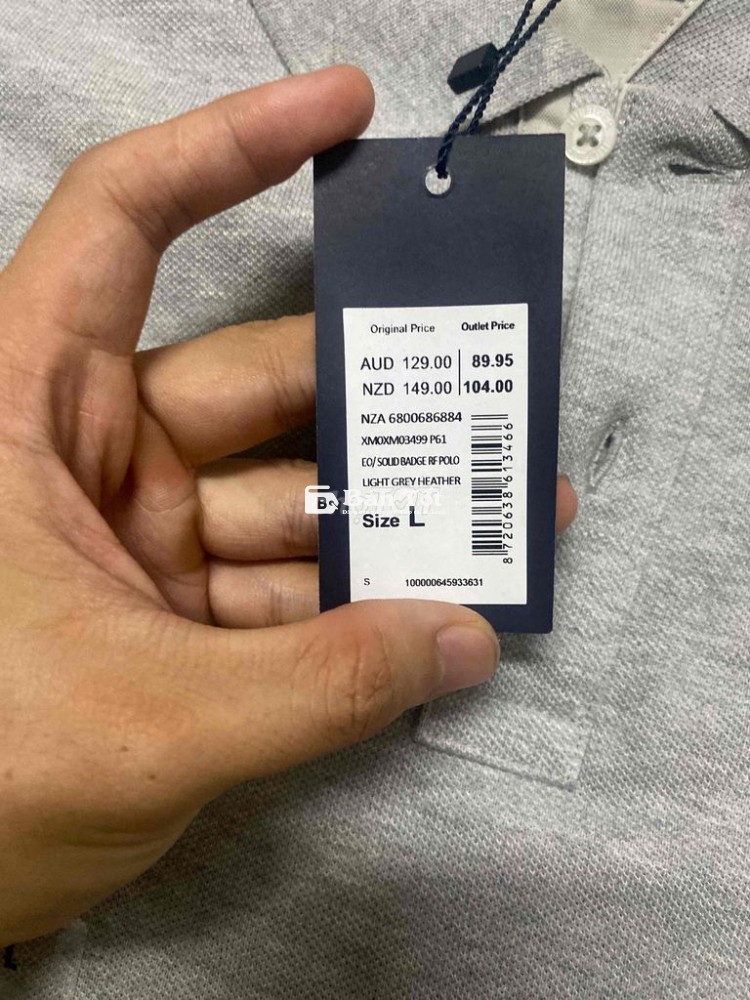 Original Price Outlet Price
AUD 129.00 89.95
NZD 149.00 104.00
NZA 6800686884
XM0XM03499 P61
EO/ SOLID BADGE RF POLO
LIGHT GREY HEATHER
Size L
8720638613466
S 100000645933631